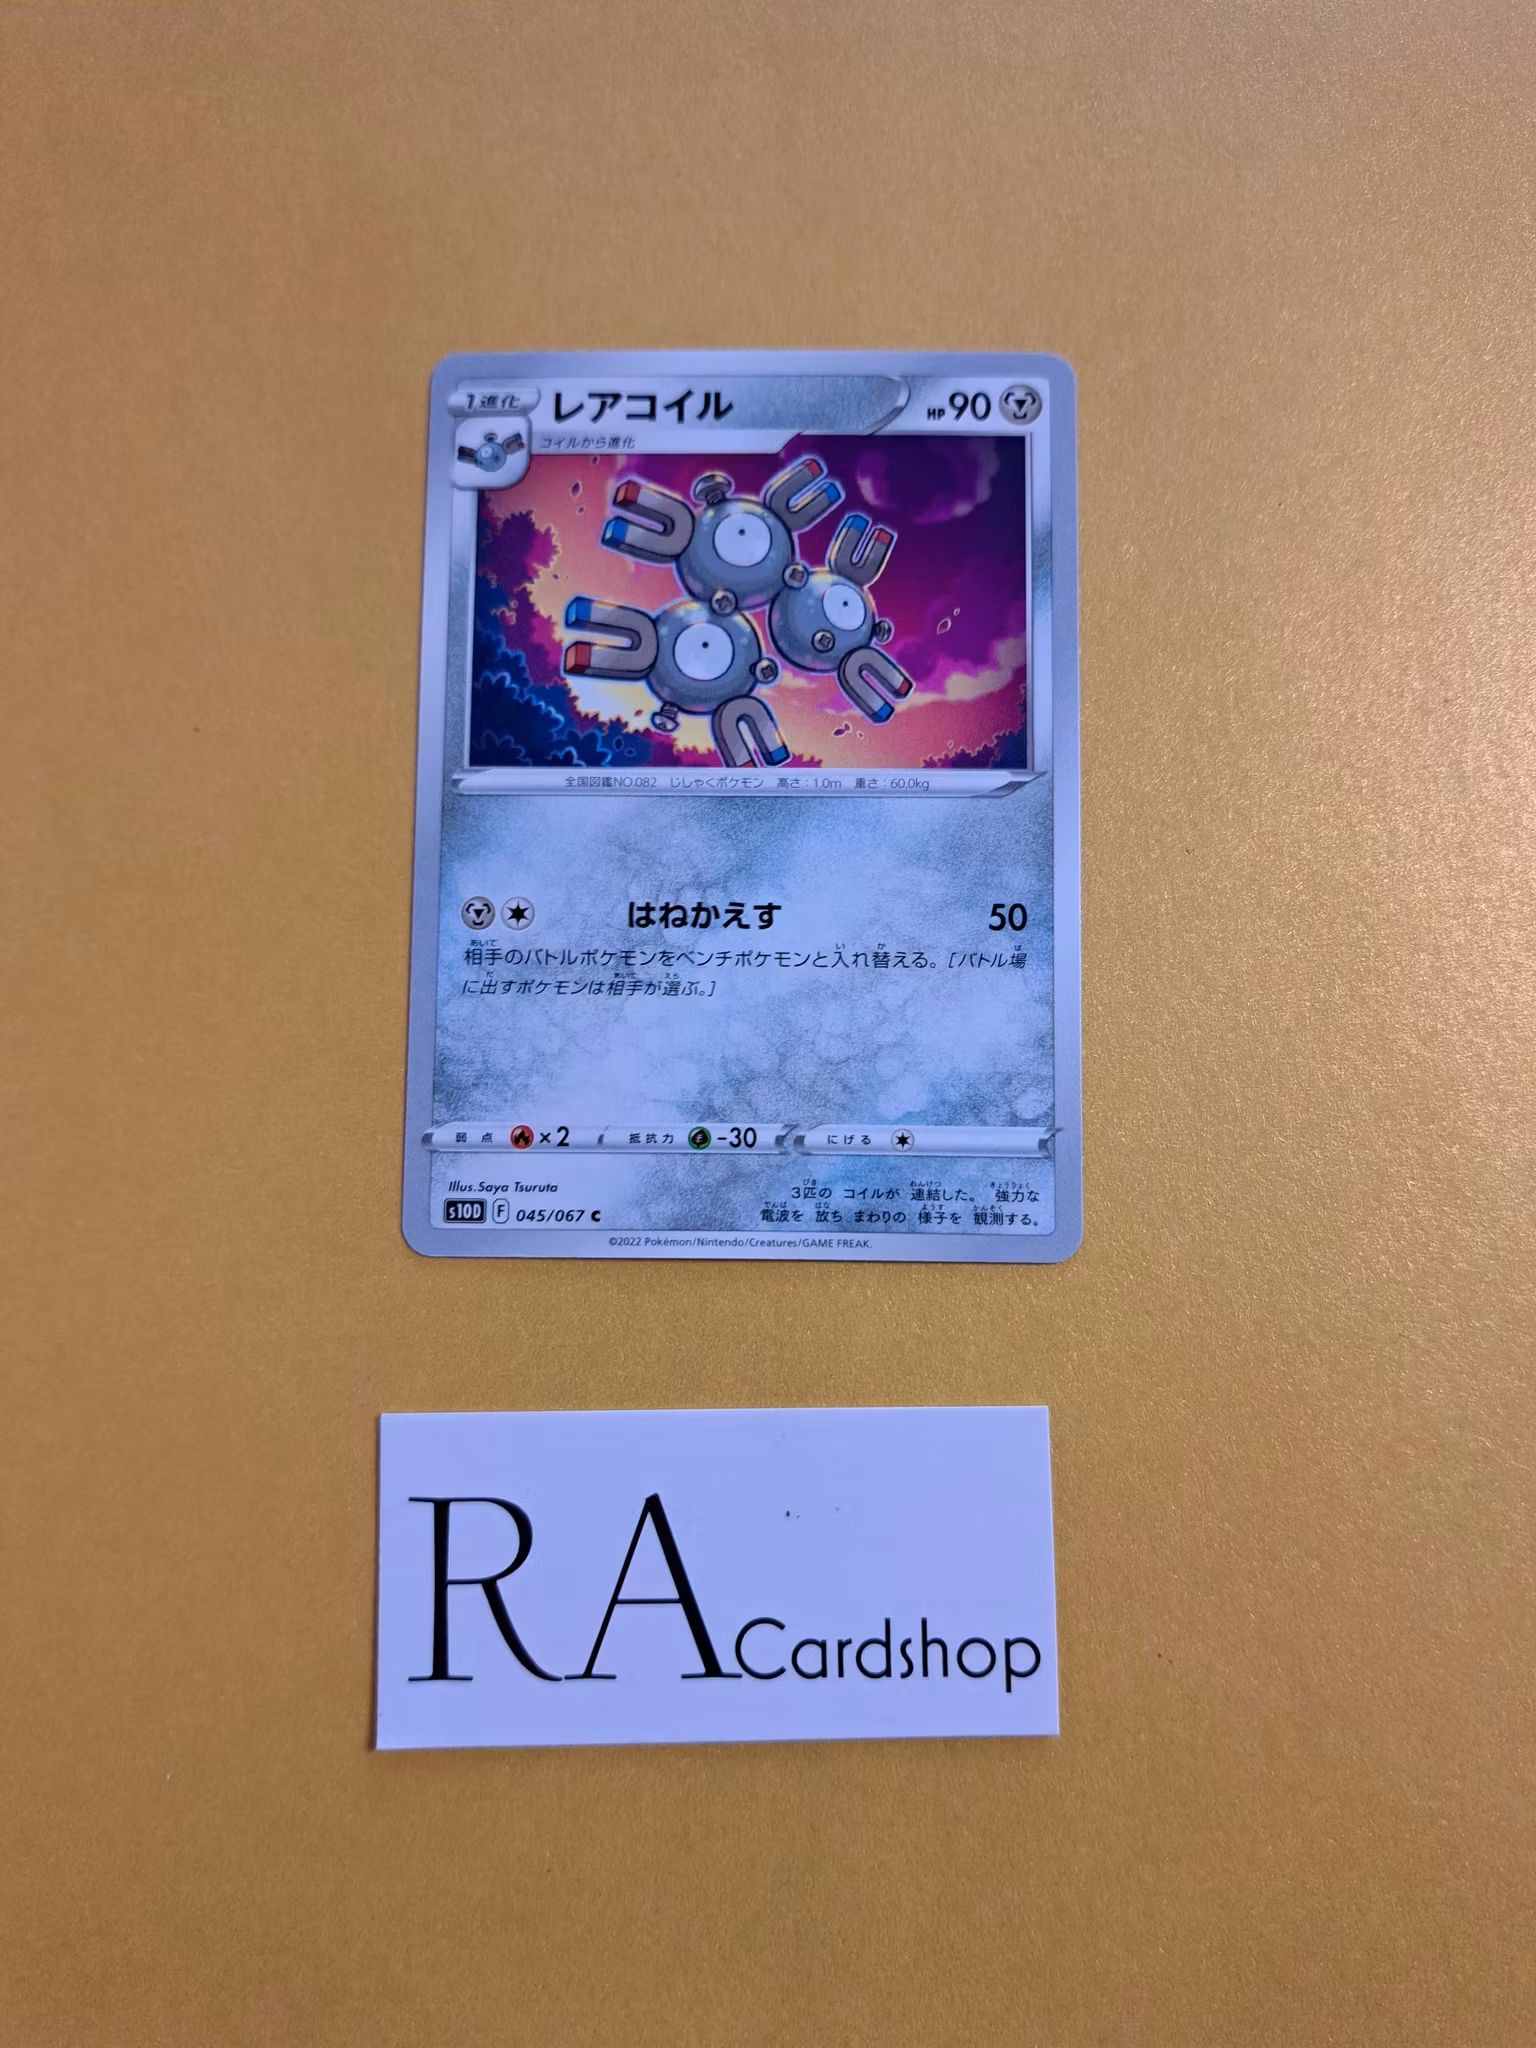 1進化 レアコイル HP90
コイルから進化
全国図鑑NO.082 じしゃくポケモン 高さ：1.0m 重さ：60.0kg
はねかえす 50
相手のバトルポケモンをベンチポケモンと入れ替える。［バトル場
に出すポケモンは相手が選ぶ。］
弱点 ×2 抵抗力 -30 にげる
Illus. Saya Tsuruta
s10D F 045/067 C
3匹の コイルが 連結した。 強力な
電波を 放ち まわりの 様子を 観測する。
©2022 Pokémon/Nintendo/Creatures/GAME FREAK.
RA Cardshop